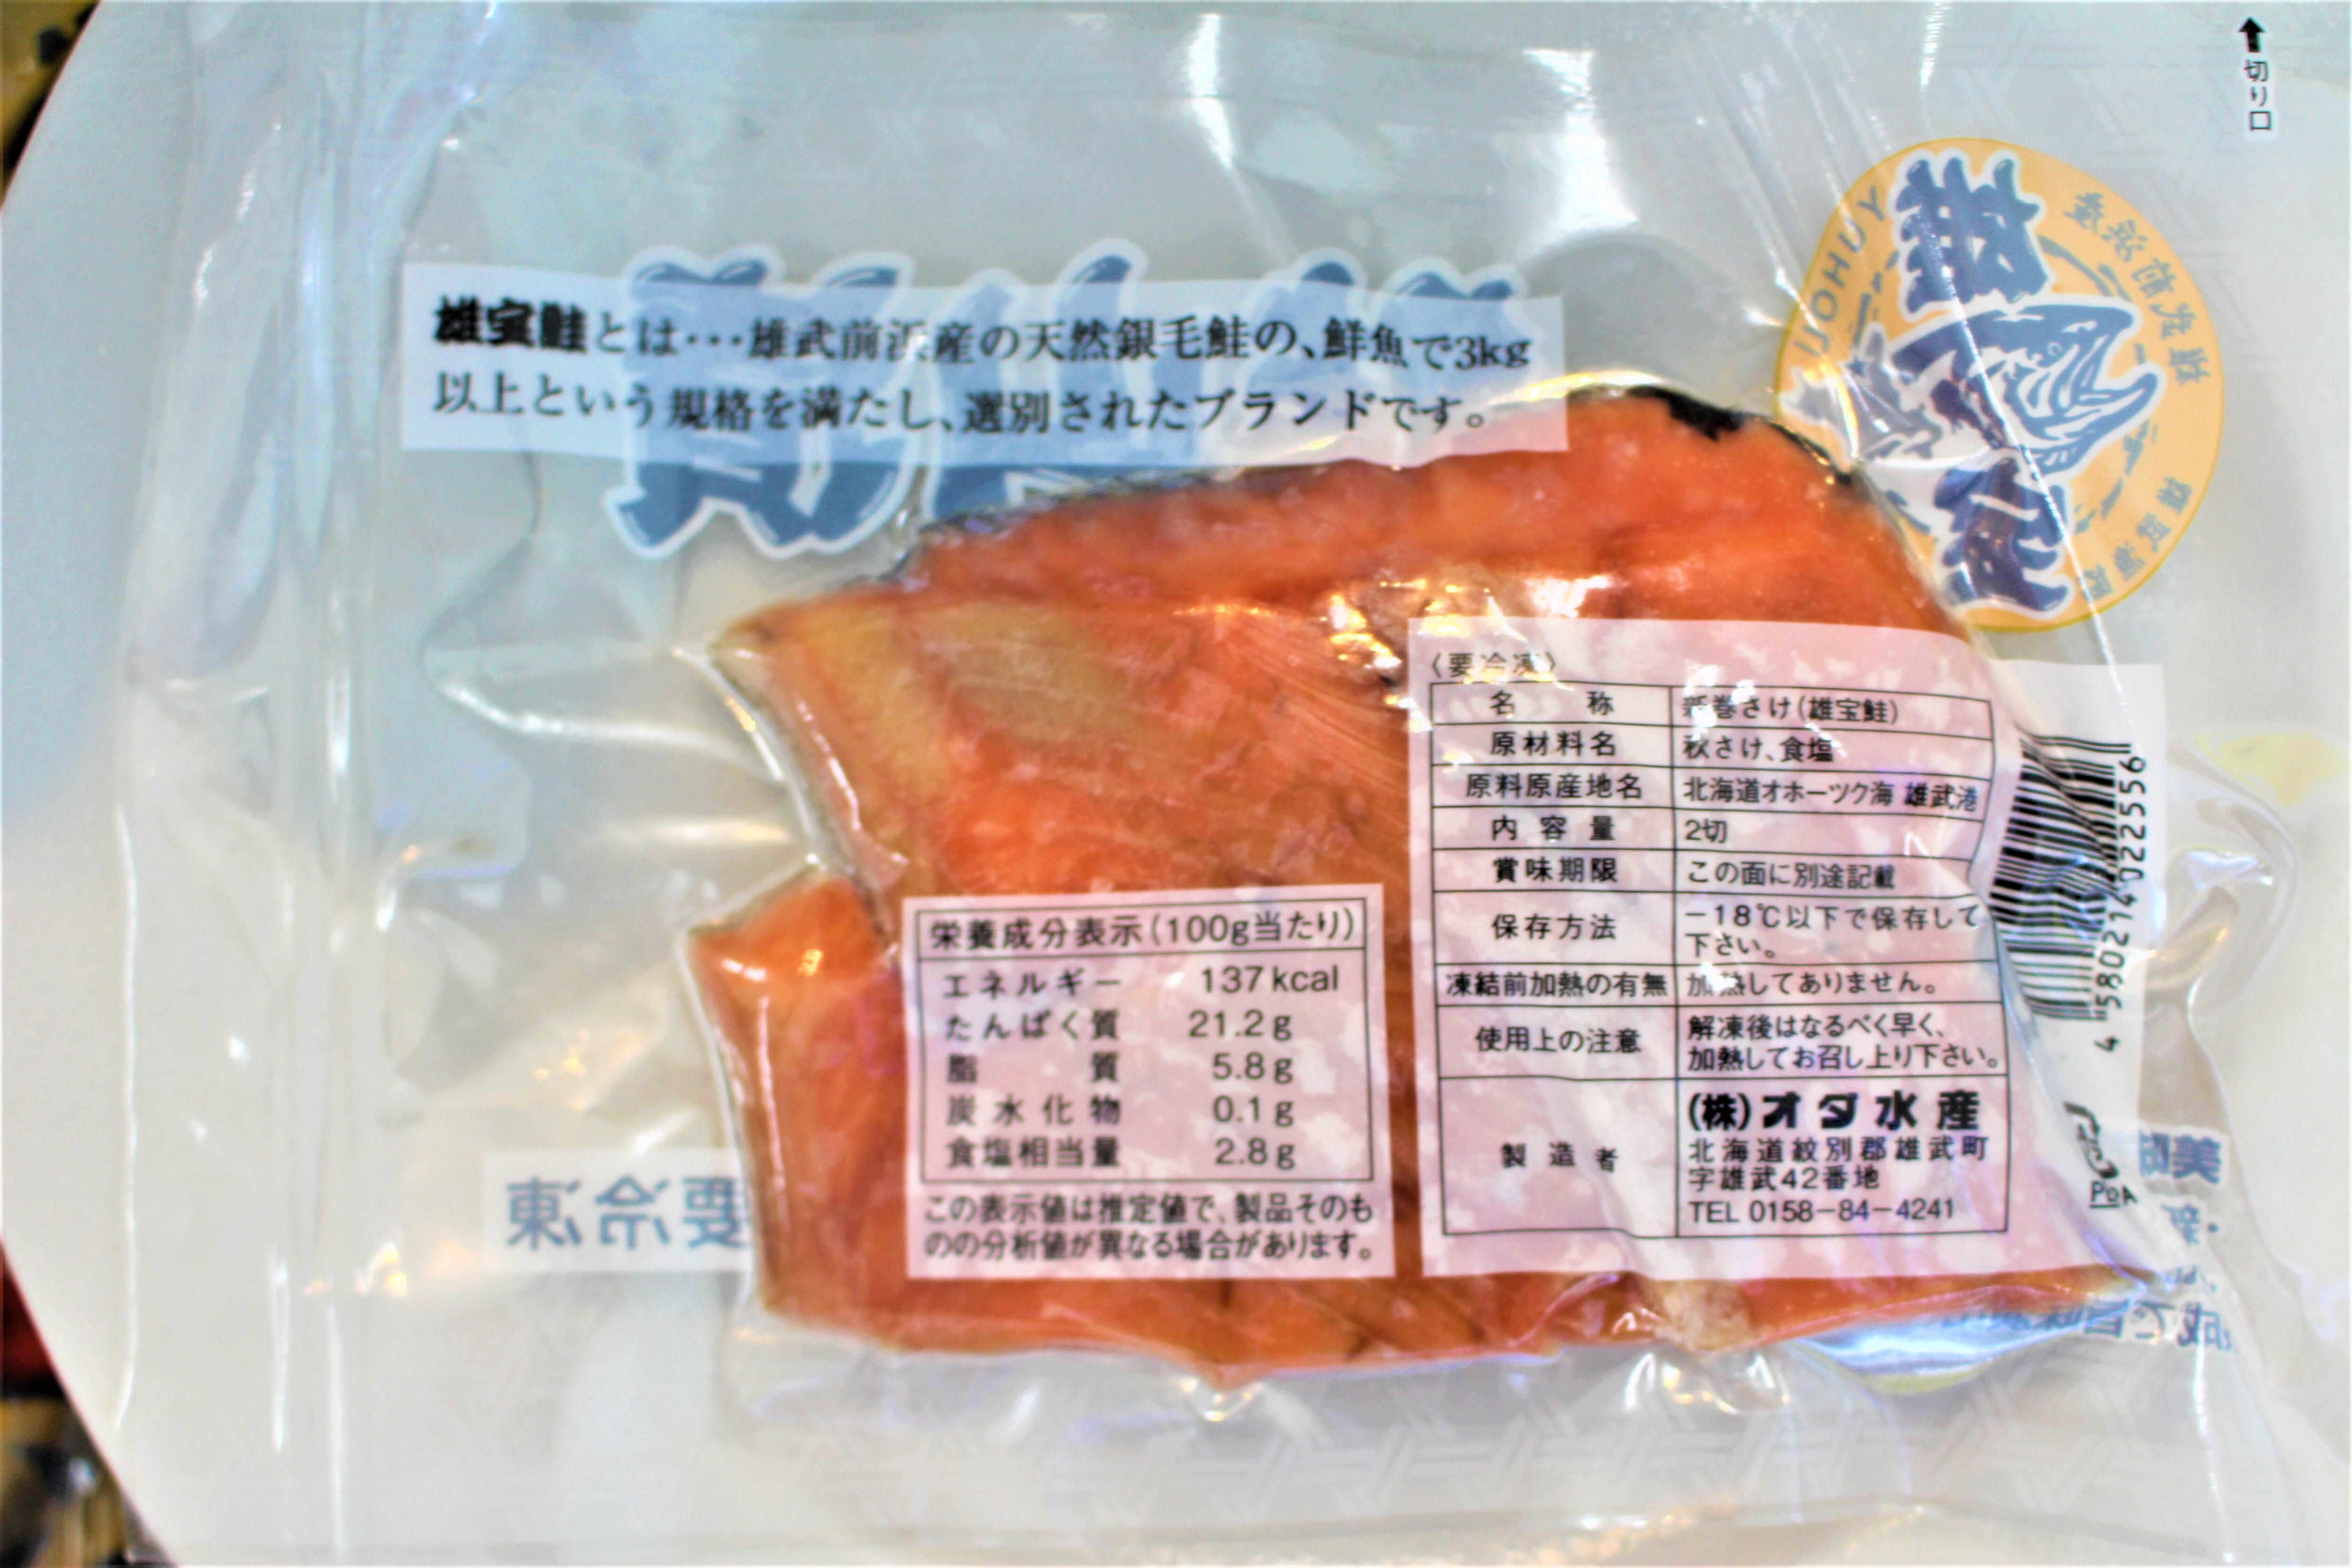 切り口
雄宝鮭とは…雄武前浜産の天然銀毛鮭の、鮮魚で3kg
以上という規格を満たし、選別されたブランドです。
〈要冷凍〉
名称 新巻さけ(雄宝鮭)
原材料名 秋さけ、食塩
原料原産地名 北海道オホーツク海 雄武港
内容量 2切
賞味期限 この面に別途記載
保存方法 −18℃以下で保存して
下さい。
凍結前加熱の有無 加熱してありません。
使用上の注意 解凍後はなるべく早く、
加熱してお召し上り下さい。
製造者 (株)オダ水産
北海道紋別郡雄武町
字雄武42番地
TEL 0158−84−4241
栄養成分表示(100g当たり)
エネルギー 137kcal
たんぱく質 21.2g
脂質 5.8g
炭水化物 0.1g
食塩相当量 2.8g
この表示値は推定値で、製品そのも
のの分析値が異なる場合があります。
4 580214 022556
PoA
要冷凍